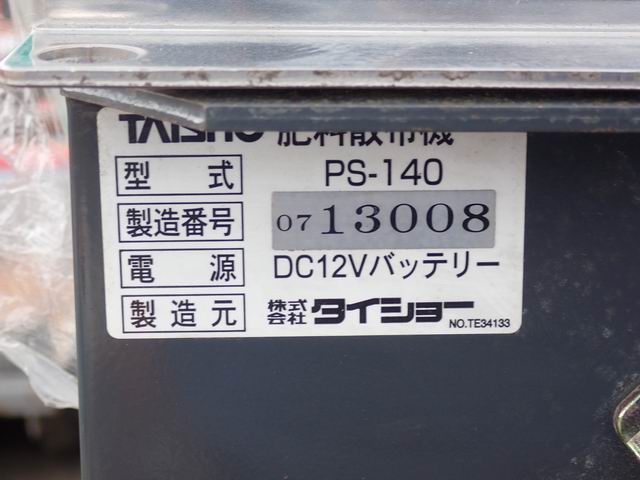 TAISHO 肥料散布機
型式 PS-140
製造番号 0713008
電源 DC12Vバッテリー
製造元 株式会社 タイショー
NO.TE34133